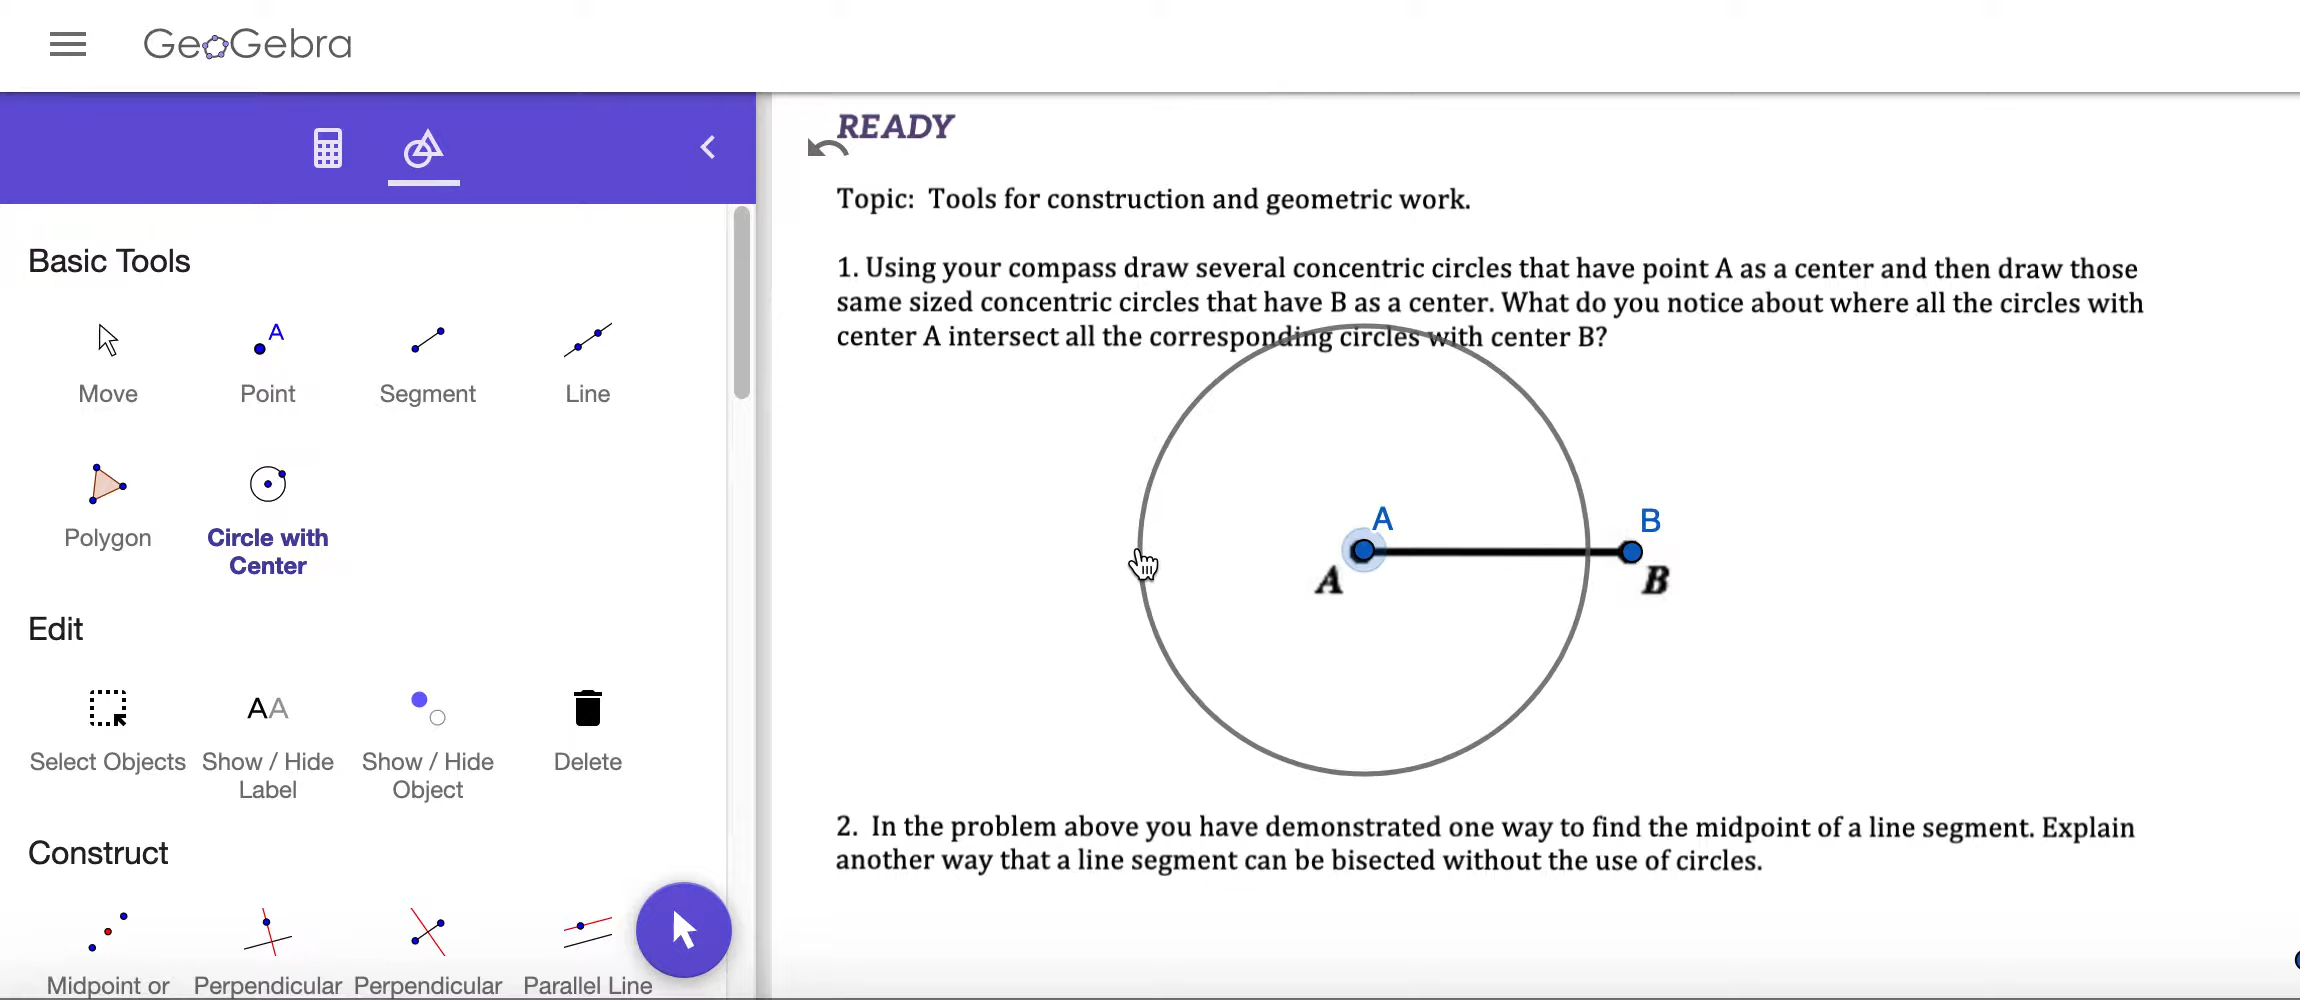 GeoGebra
READY
Topic: Tools for construction and geometric work.
1. Using your compass draw several concentric circles that have point A as a center and then draw those
same sized concentric circles that have B as a center. What do you notice about where all the circles with
center A intersect all the corresponding circles with center B?
A
B
A
B
2. In the problem above you have demonstrated one way to find the midpoint of a line segment. Explain
another way that a line segment can be bisected without the use of circles.
Basic Tools
A
Move
Point
Segment
Line
Polygon
Circle with
Center
Edit
AA
Select Objects
Show / Hide
Label
Show / Hide
Object
Delete
Construct
Midpoint or
Perpendicular
Perpendicular
Parallel Line